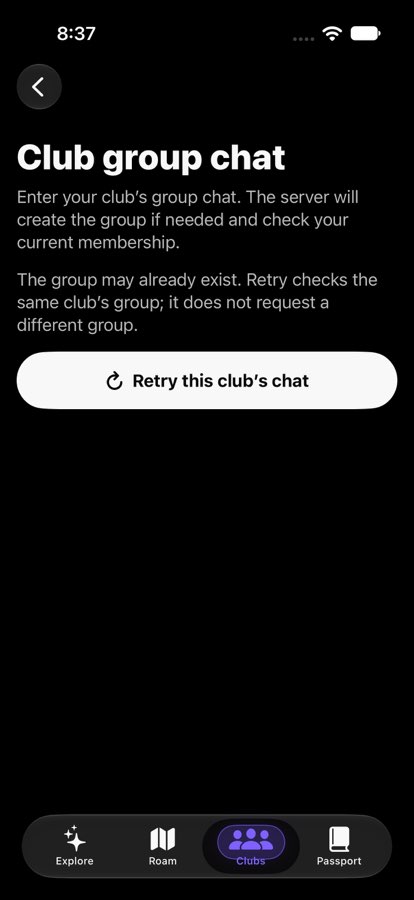 8:37
Club group chat
Enter your club’s group chat. The server will
create the group if needed and check your
current membership.
The group may already exist. Retry checks the
same club’s group; it does not request a
different group.
Retry this club’s chat
Explore
Roam
Clubs
Passport